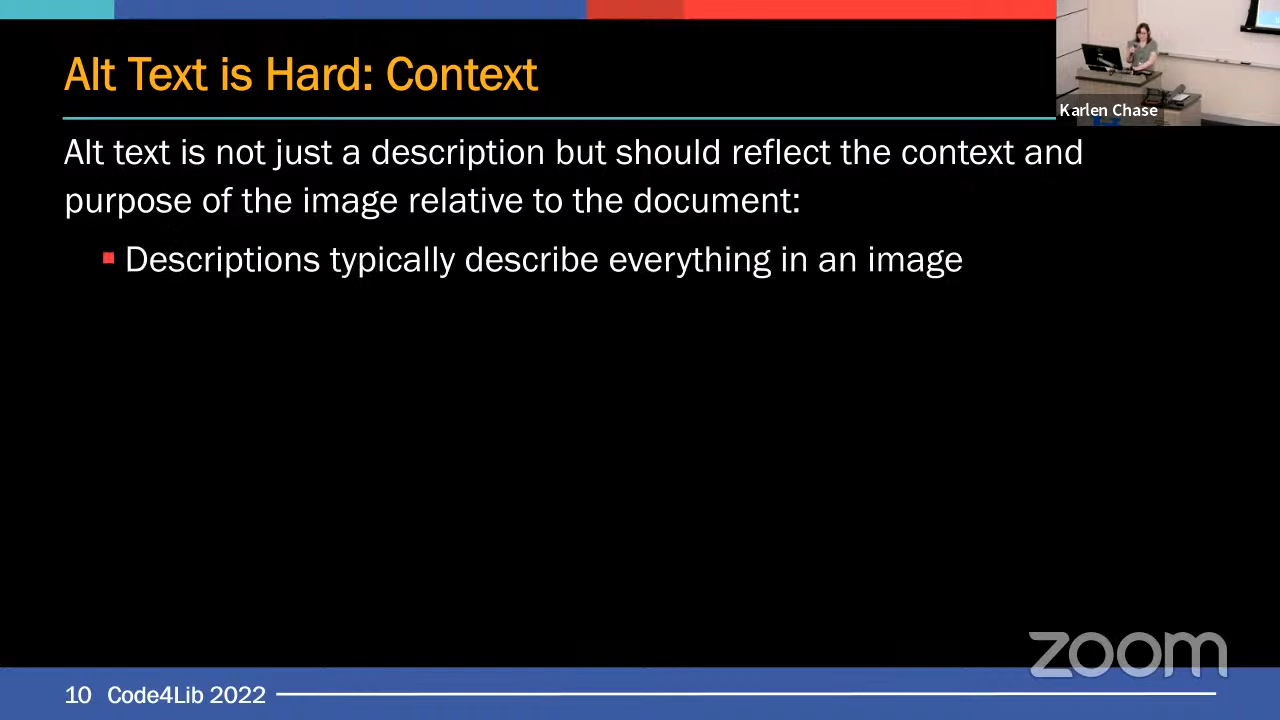 Alt Text is Hard: Context
Karlen Chase
Alt text is not just a description but should reflect the context and
purpose of the image relative to the document:
Descriptions typically describe everything in an image
zoom
10 Code4Lib 2022